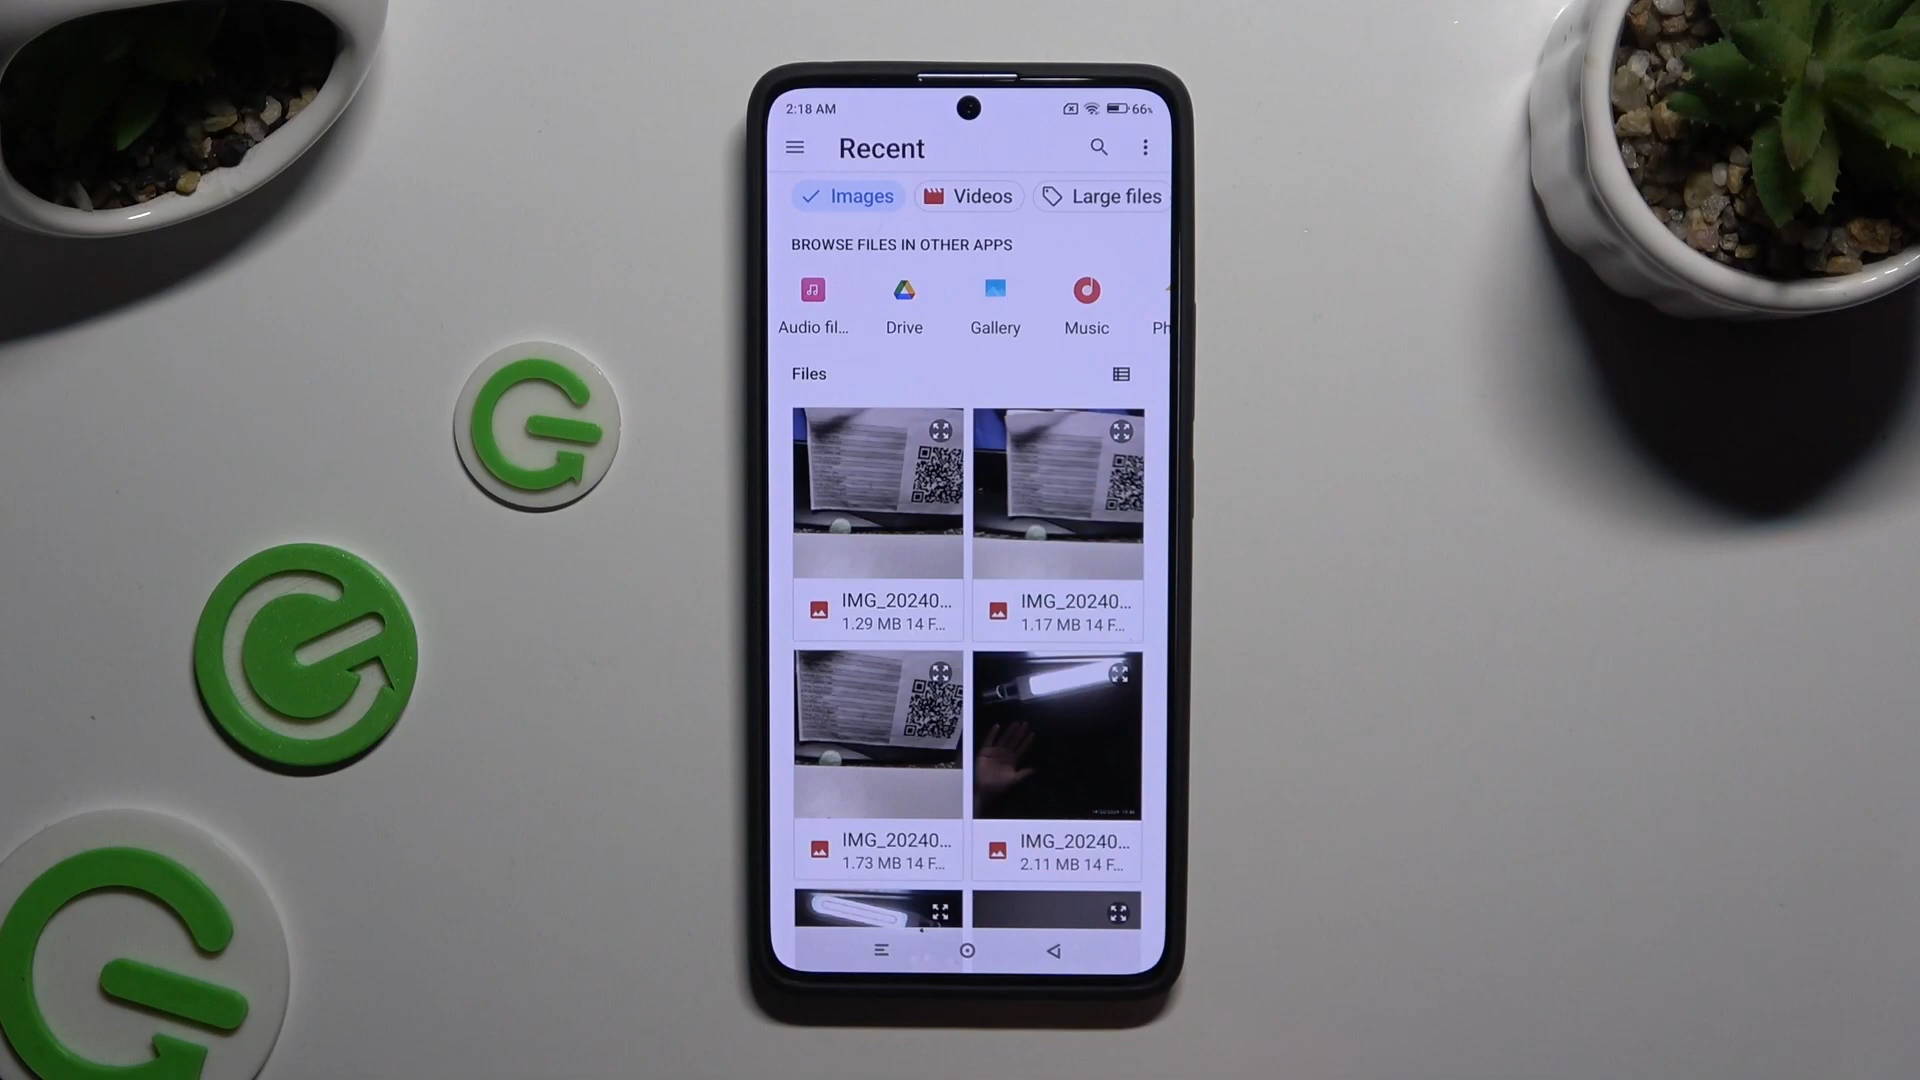 2:18 AM
66%
Recent
Images
Videos
Large files
BROWSE FILES IN OTHER APPS
Audio fil...
Drive
Gallery
Music
Ph
Files
IMG_20240...
1.29 MB 14 F...
IMG_20240...
1.17 MB 14 F...
IMG_20240...
1.73 MB 14 F...
IMG_20240...
2.11 MB 14 F...